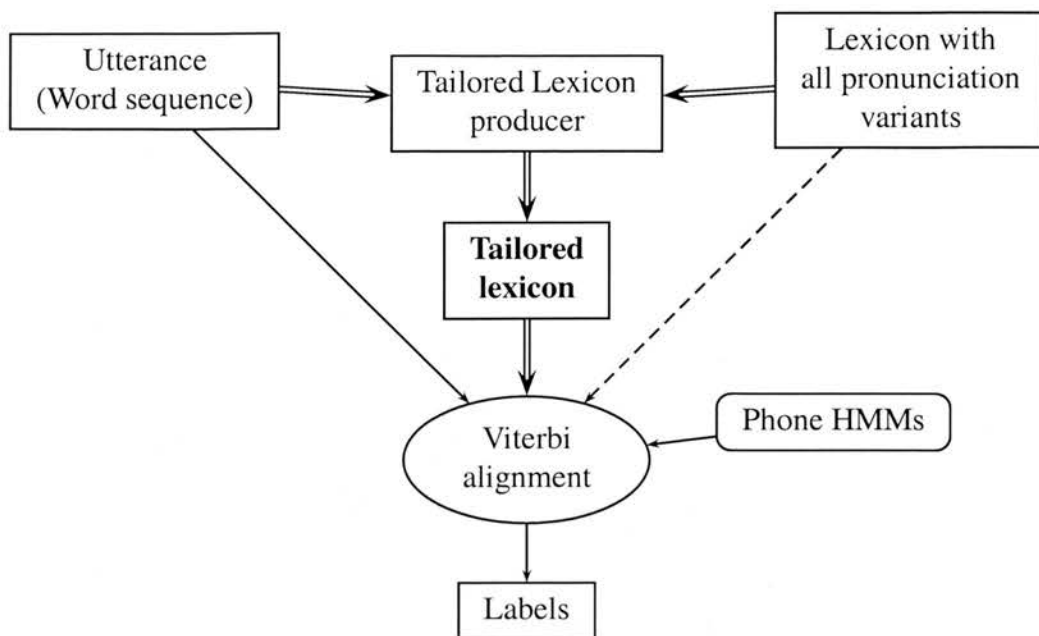 Utterance
(Word sequence)
Tailored Lexicon
producer
Lexicon with
all pronunciation
variants
Tailored
lexicon
Viterbi
alignment
Phone HMMs
Labels